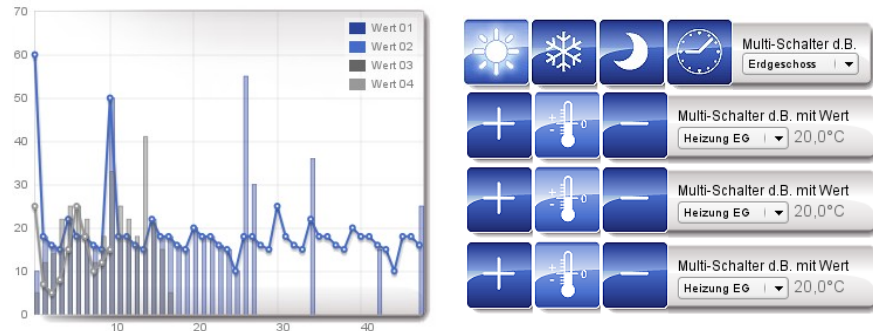 70
60
50
40
30
20
10
0
10
20
30
40
Wert 01
Wert 02
Wert 03
Wert 04
Multi-Schalter d.B.
Erdgeschoss
Multi-Schalter d.B. mit Wert
Heizung EG 20,0°C
Multi-Schalter d.B. mit Wert
Heizung EG 20,0°C
Multi-Schalter d.B. mit Wert
Heizung EG 20,0°C